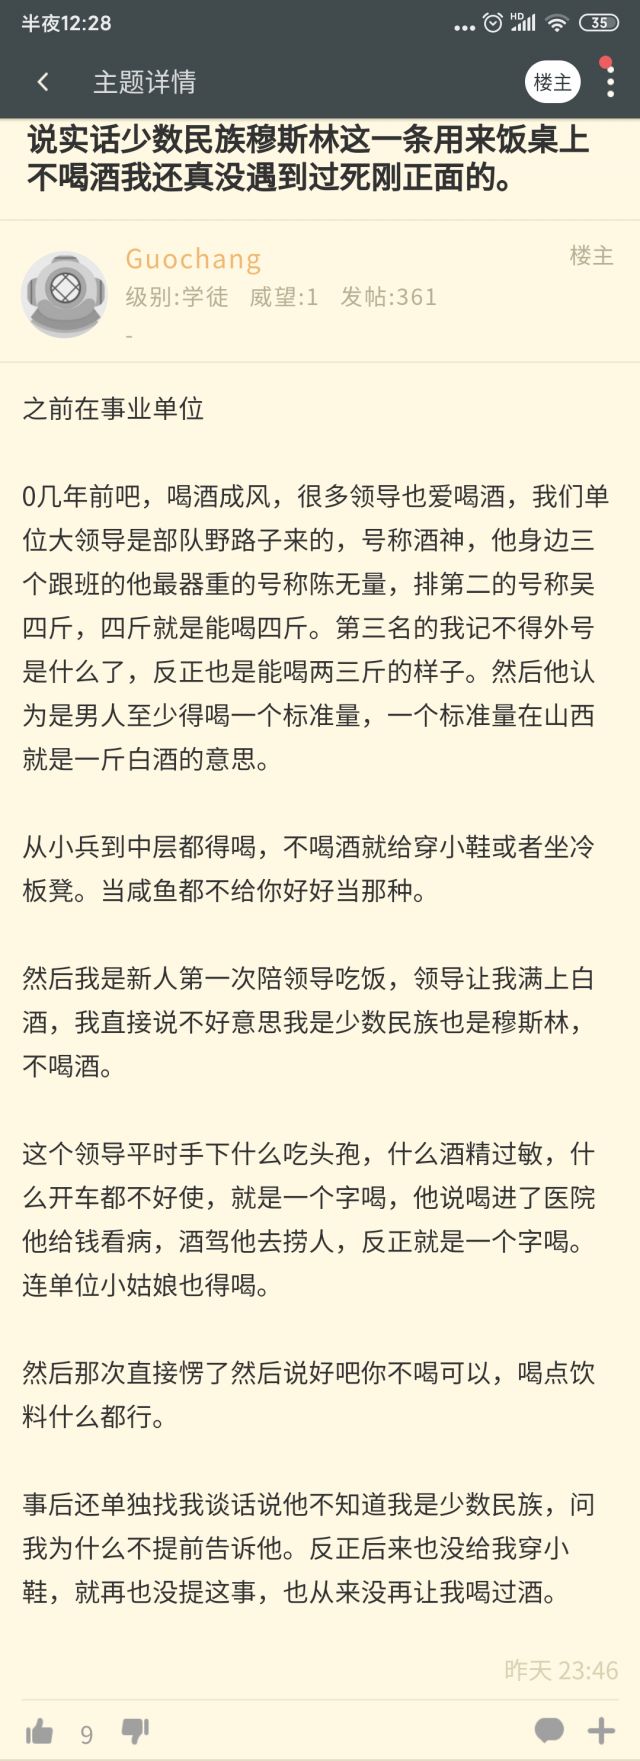 半夜12:28
HD
35
主题详情
楼主
说实话少数民族穆斯林这一条用来饭桌上
不喝酒我还真没遇到过死刚正面的。
Guochang
楼主
级别:学徒 威望:1 发帖:361
-
之前在事业单位
0几年前吧，喝酒成风，很多领导也爱喝酒，我们单
位大领导是部队野路子来的，号称酒神，他身边三
个跟班的他最器重的号称陈无量，排第二的号称吴
四斤，四斤就是能喝四斤。第三名的我记不得外号
是什么了，反正也是能喝两三斤的样子。然后他认
为是男人至少得喝一个标准量，一个标准量在山西
就是一斤白酒的意思。
从小兵到中层都得喝，不喝酒就给穿小鞋或者坐冷
板凳。当咸鱼都不给你好好当那种。
然后我是新人第一次陪领导吃饭，领导让我满上白
酒，我直接说不好意思我是少数民族也是穆斯林，
不喝酒。
这个领导平时手下什么吃头孢，什么酒精过敏，什
么开车都不好使，就是一个字喝，他说喝进了医院
他给钱看病，酒驾他去捞人，反正就是一个字喝。
连单位小姑娘也得喝。
然后那次直接愣了然后说好吧你不喝可以，喝点饮
料什么都行。
事后还单独找我谈话说他不知道我是少数民族，问
我为什么不提前告诉他。反正后来也没给我穿小
鞋，就再也没提这事，也从来没再让我喝过酒。
昨天 23:46
9